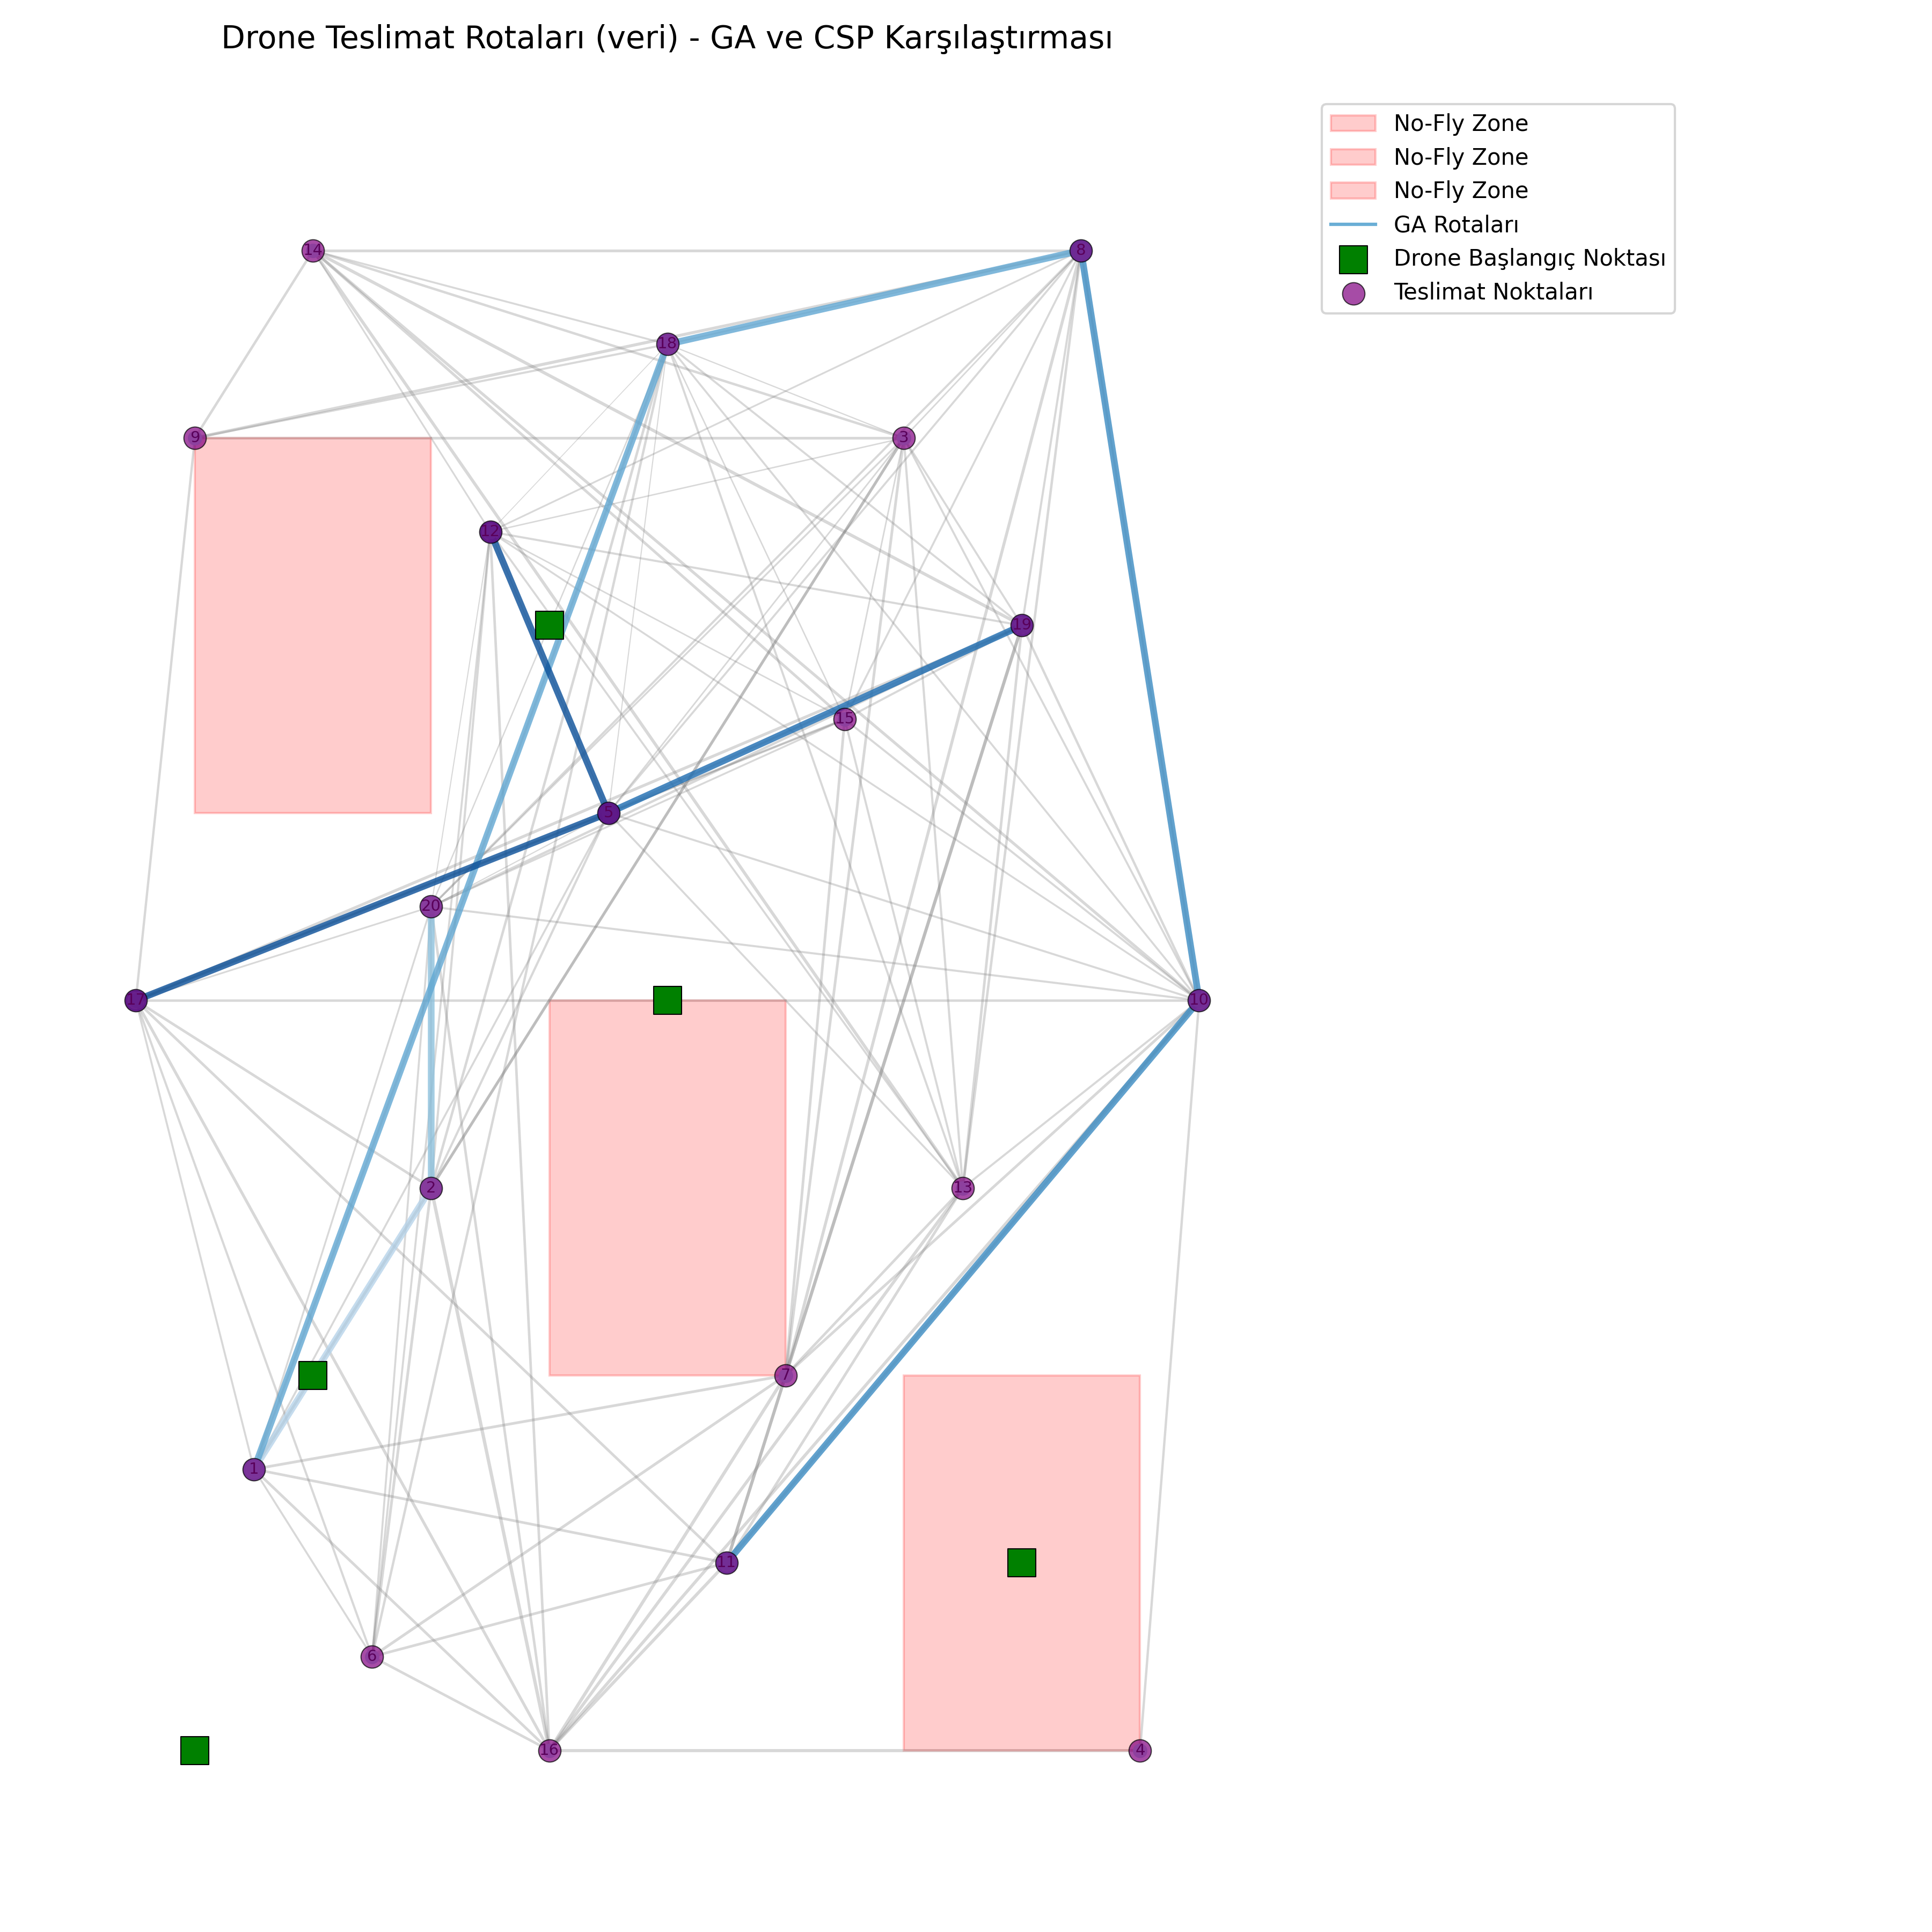 Drone Teslimat Rotaları (veri) - GA ve CSP Karşılaştırması
No-Fly Zone
No-Fly Zone
No-Fly Zone
GA Rotaları
Drone Başlangıç Noktası
Teslimat Noktaları
14
8
18
9
3
12
19
15
5
20
17
10
2
13
7
1
11
6
16
4